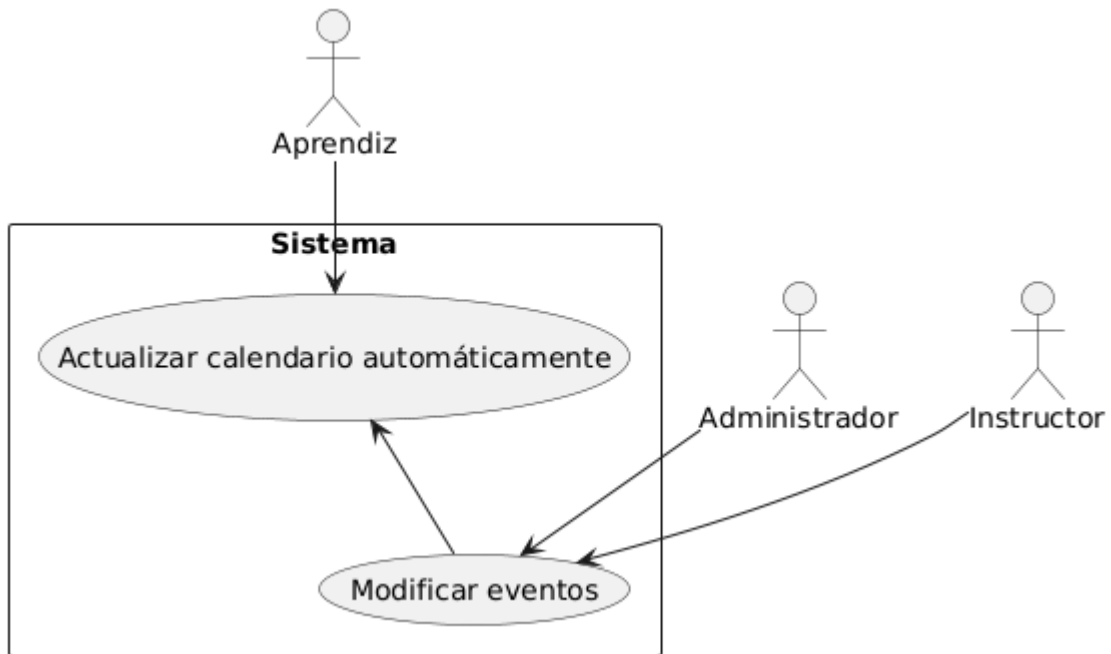 Aprendiz
Sistema
Actualizar calendario automáticamente
Administrador
Instructor
Modificar eventos